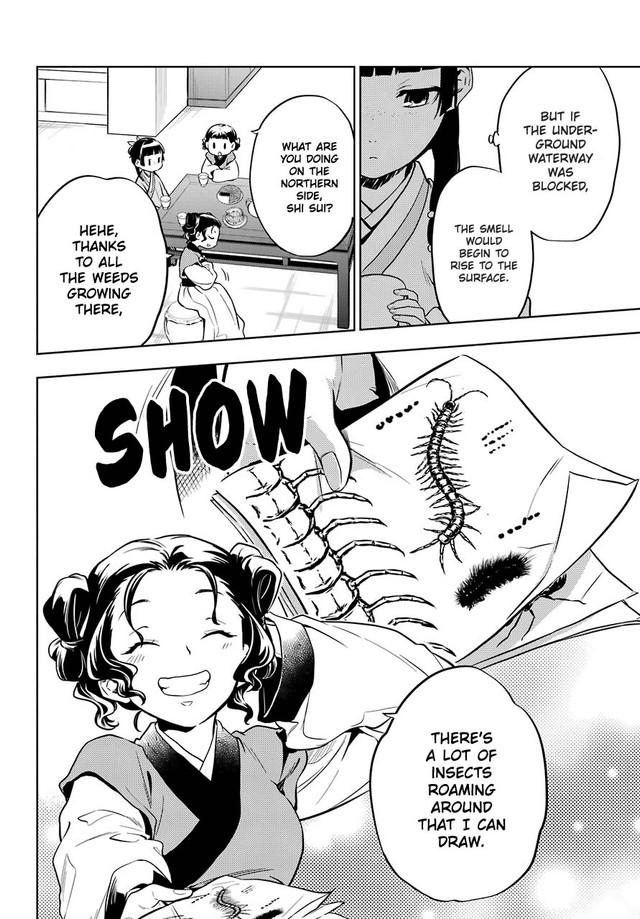 BUT IF
THE UNDER-
GROUND
WATERWAY
WAS
BLOCKED,
THE SMELL
WOULD
BEGIN TO
RISE TO THE
SURFACE.
WHAT ARE
YOU DOING
ON THE
NORTHERN
SIDE,
SHI SUI?
HEHE,
THANKS
TO ALL
THE WEEDS
GROWING
THERE,
SHOW
THERE'S
A LOT OF
INSECTS
ROAMING
AROUND
THAT I CAN
DRAW.